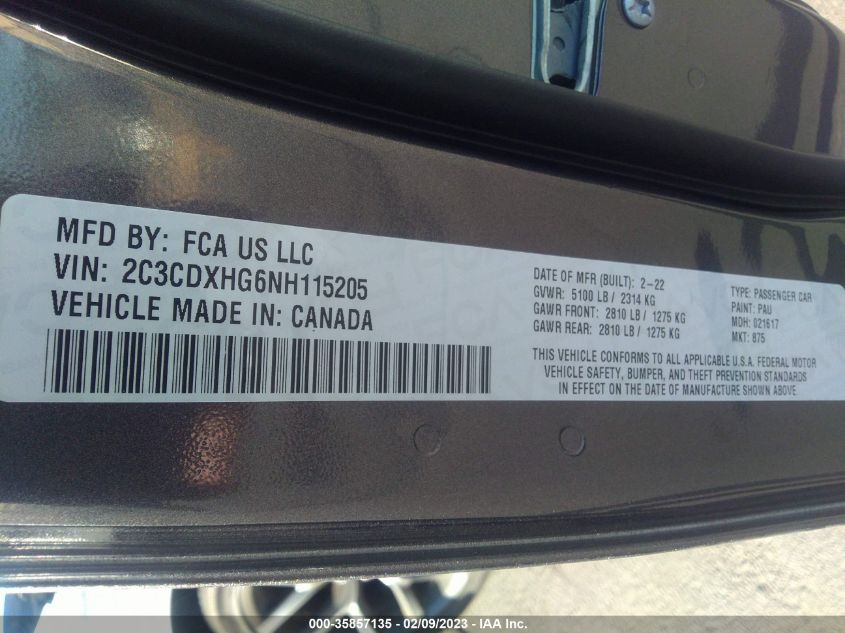 MFD BY: FCA US LLC
VIN: 2C3CDXHG6NH115205
VEHICLE MADE IN: CANADA
DATE OF MFR (BUILT): 2-22
GVWR: 5100 LB / 2314 KG
GAWR FRONT: 2810 LB / 1275 KG
GAWR REAR: 2810 LB / 1275 KG
TYPE: PASSENGER CAR
PAINT: PAU
MDH: 021617
MKT: 875
THIS VEHICLE CONFORMS TO ALL APPLICABLE U.S.A. FEDERAL MOTOR
VEHICLE SAFETY, BUMPER, AND THEFT PREVENTION STANDARDS
IN EFFECT ON THE DATE OF MANUFACTURE SHOWN ABOVE.
000-35857135 - 02/09/2023 - IAA Inc.